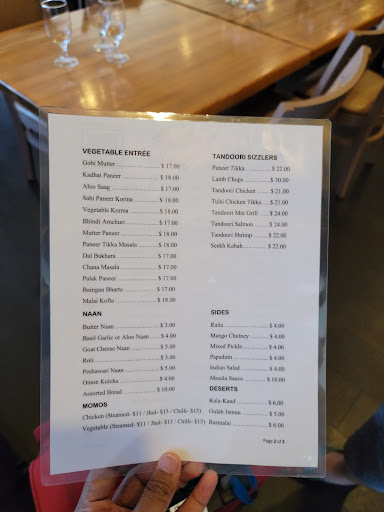 VEGETABLE ENTRÉE
Gobi Mutter ................ $ 17.00
Kadhai Paneer ............ $ 18.00
Aloo Saag ................ $ 17.00
Sahi Paneer Korma ...... $ 18.00
Vegetable Korma ......... $ 18.00
Bhindi Amchuri ........... $ 17.00
Mutter Paneer ............ $ 18.00
Paneer Tikka Masala ..... $ 18.00
Dal Bukhara .............. $ 17.00
Chana Masala ............. $ 17.00
Palak Paneer .............. $ 17.00
Baingan Bharta ........... $ 17.00
Malai Kofta ............... $ 18.00
NAAN
Butter Naan ................ $ 3.00
Basil Garlic or Aloo Naan .... $ 4.00
Goat Cheese Naan ......... $ 5.00
Roti ......................... $ 3.00
Peshawari Naan ............ $ 5.00
Onion Kulcha .............. $ 4.00
Assorted Bread ............ $ 10.00
MOMOS
Chicken (Steamed- $11 / Jhol- $13 / Chilli- $13)
Vegetable (Steamed- $11 / Jhol- $13 / Chilli- $13)
TANDOORI SIZZLERS
Paneer Tikka ............ $ 22.00
Lamb Chops ............ $ 30.00
Tandoori Chicken ...... $ 21.00
Tulsi Chicken Tikka .... $ 21.00
Tandoori Mix Grill ...... $ 24.00
Tandoori Salmon ....... $ 24.00
Tandoori Shrimp ....... $ 22.00
Seekh Kabab ............ $ 22.00
SIDES
Raita ................... $ 4.00
Mango Chutney ....... $ 4.00
Mixed Pickle .......... $ 4.00
Papadum .............. $ 4.00
Indian Salad .......... $ 4.00
Masala Sauce ......... $ 10.00
DESERTS
Kala-Kand ............ $ 6.00
Gulab Jamun ......... $ 5.00
Rasmalai .............. $ 6.00
Page 2 of 2